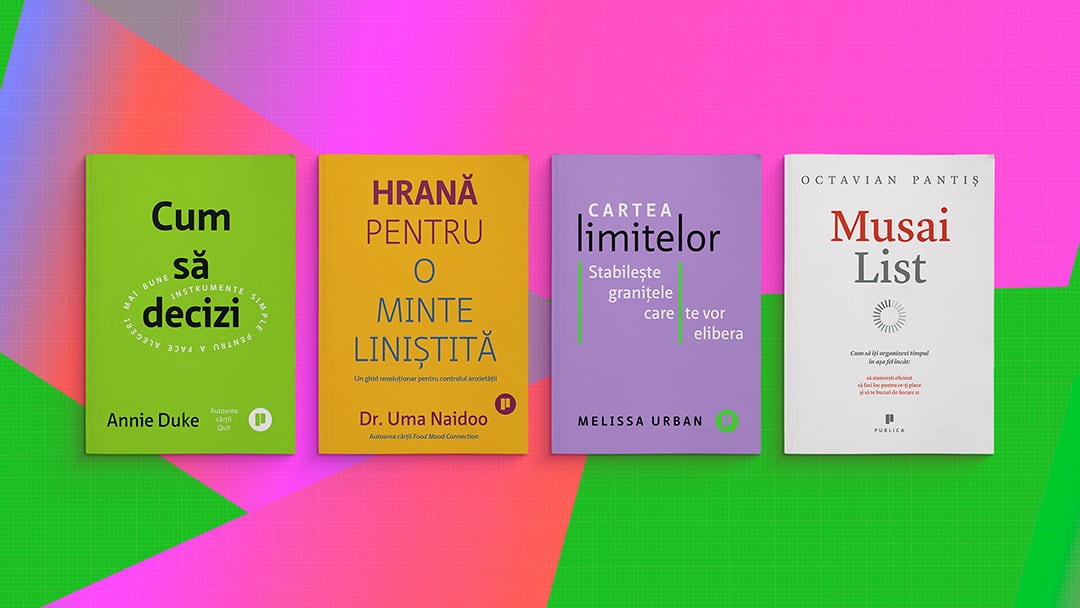 Cum
să
decizi
INSTRUMENTE SIMPLE PENTRU A FACE ALEGERI MAI BUNE
Annie Duke
Autoarea
cărții
Quit
HRANĂ
PENTRU
O
MINTE
LINIȘTITĂ
Un ghid revoluționar pentru controlul anxietății
Dr. Uma Naidoo
Autoarea cărții Food Mood Connection
CARTEA
limitelor
Stabilește
granițele
care te vor
elibera
MELISSA URBAN
OCTAVIAN PANTIȘ
Musai
List
Cum să îți organizezi timpul
în așa fel încât:
să muncești eficient
să faci loc pentru ce-ți place
și să te bucuri de fiecare zi
PUBLICA